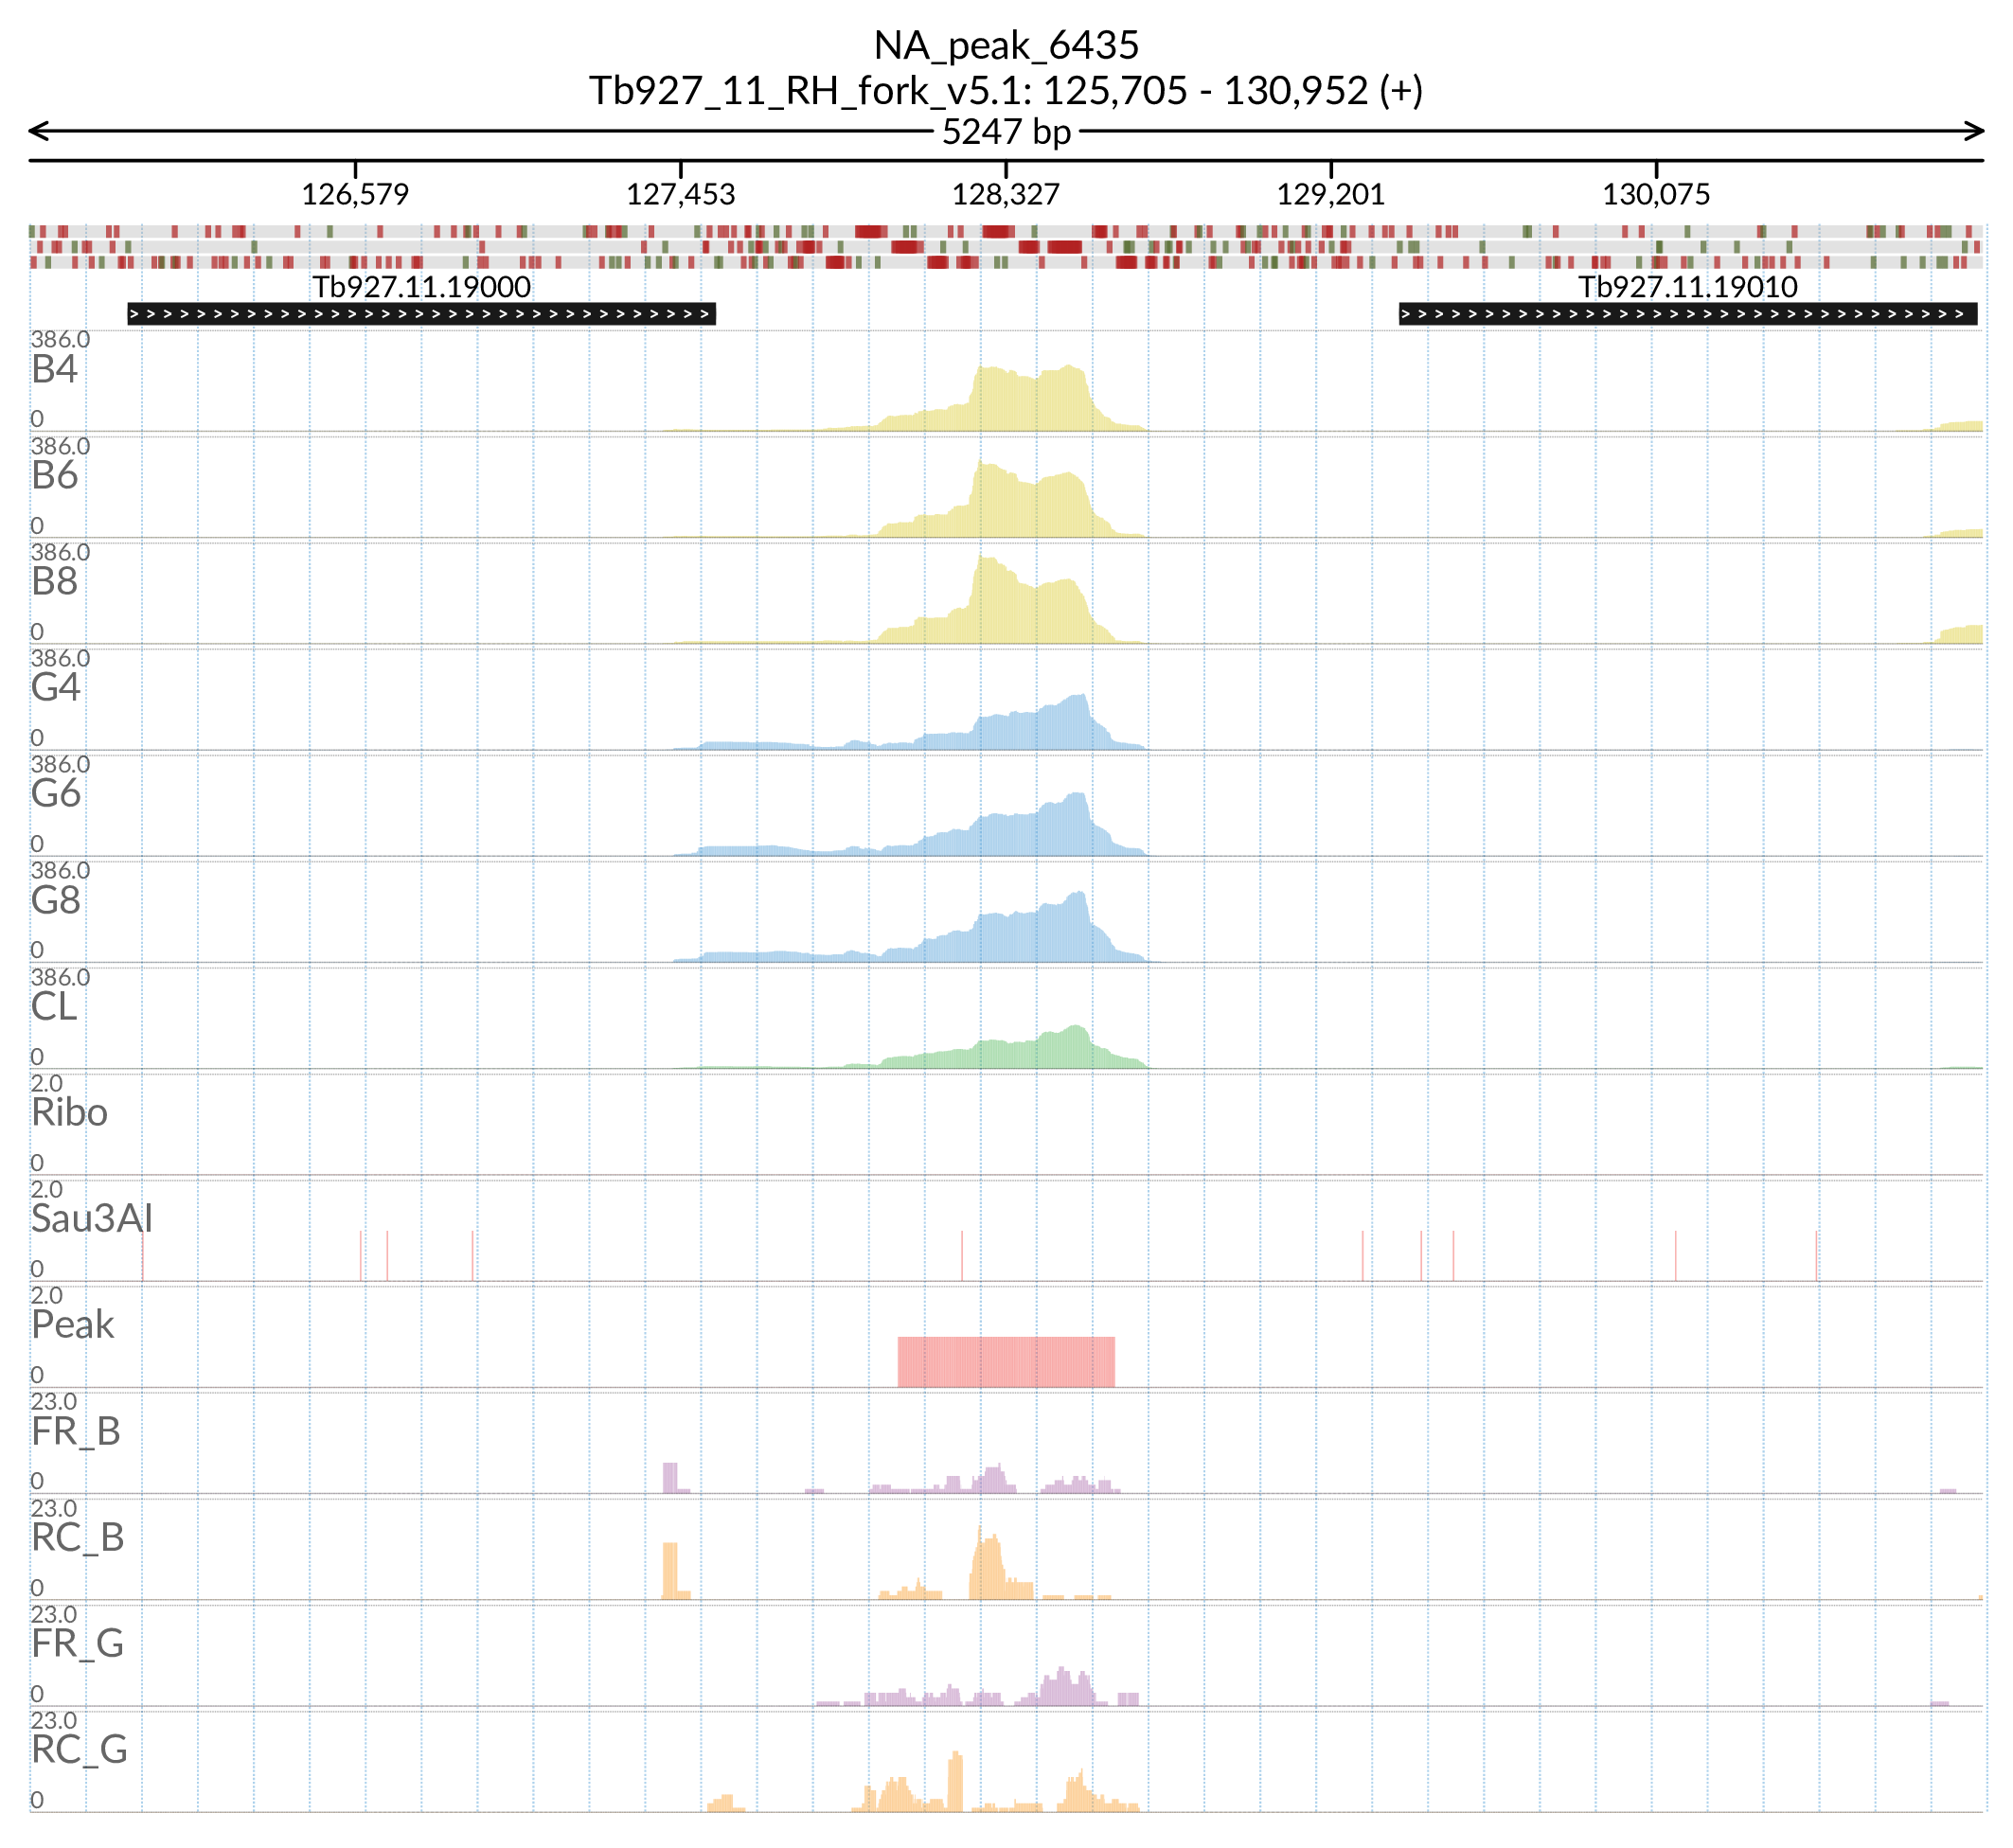 NA_peak_6435
Tb927_11_RH_fork_v5.1: 125,705 - 130,952 (+)
5247 bp
126,579 127,453 128,327 129,201 130,075
Tb927.11.19000 Tb927.11.19010
386.0
B4
0
386.0
B6
0
386.0
B8
0
386.0
G4
0
386.0
G6
0
386.0
G8
0
386.0
CL
0
2.0
Ribo
0
2.0
Sau3AI
0
2.0
Peak
0
23.0
FR_B
0
23.0
RC_B
0
23.0
FR_G
0
23.0
RC_G
0